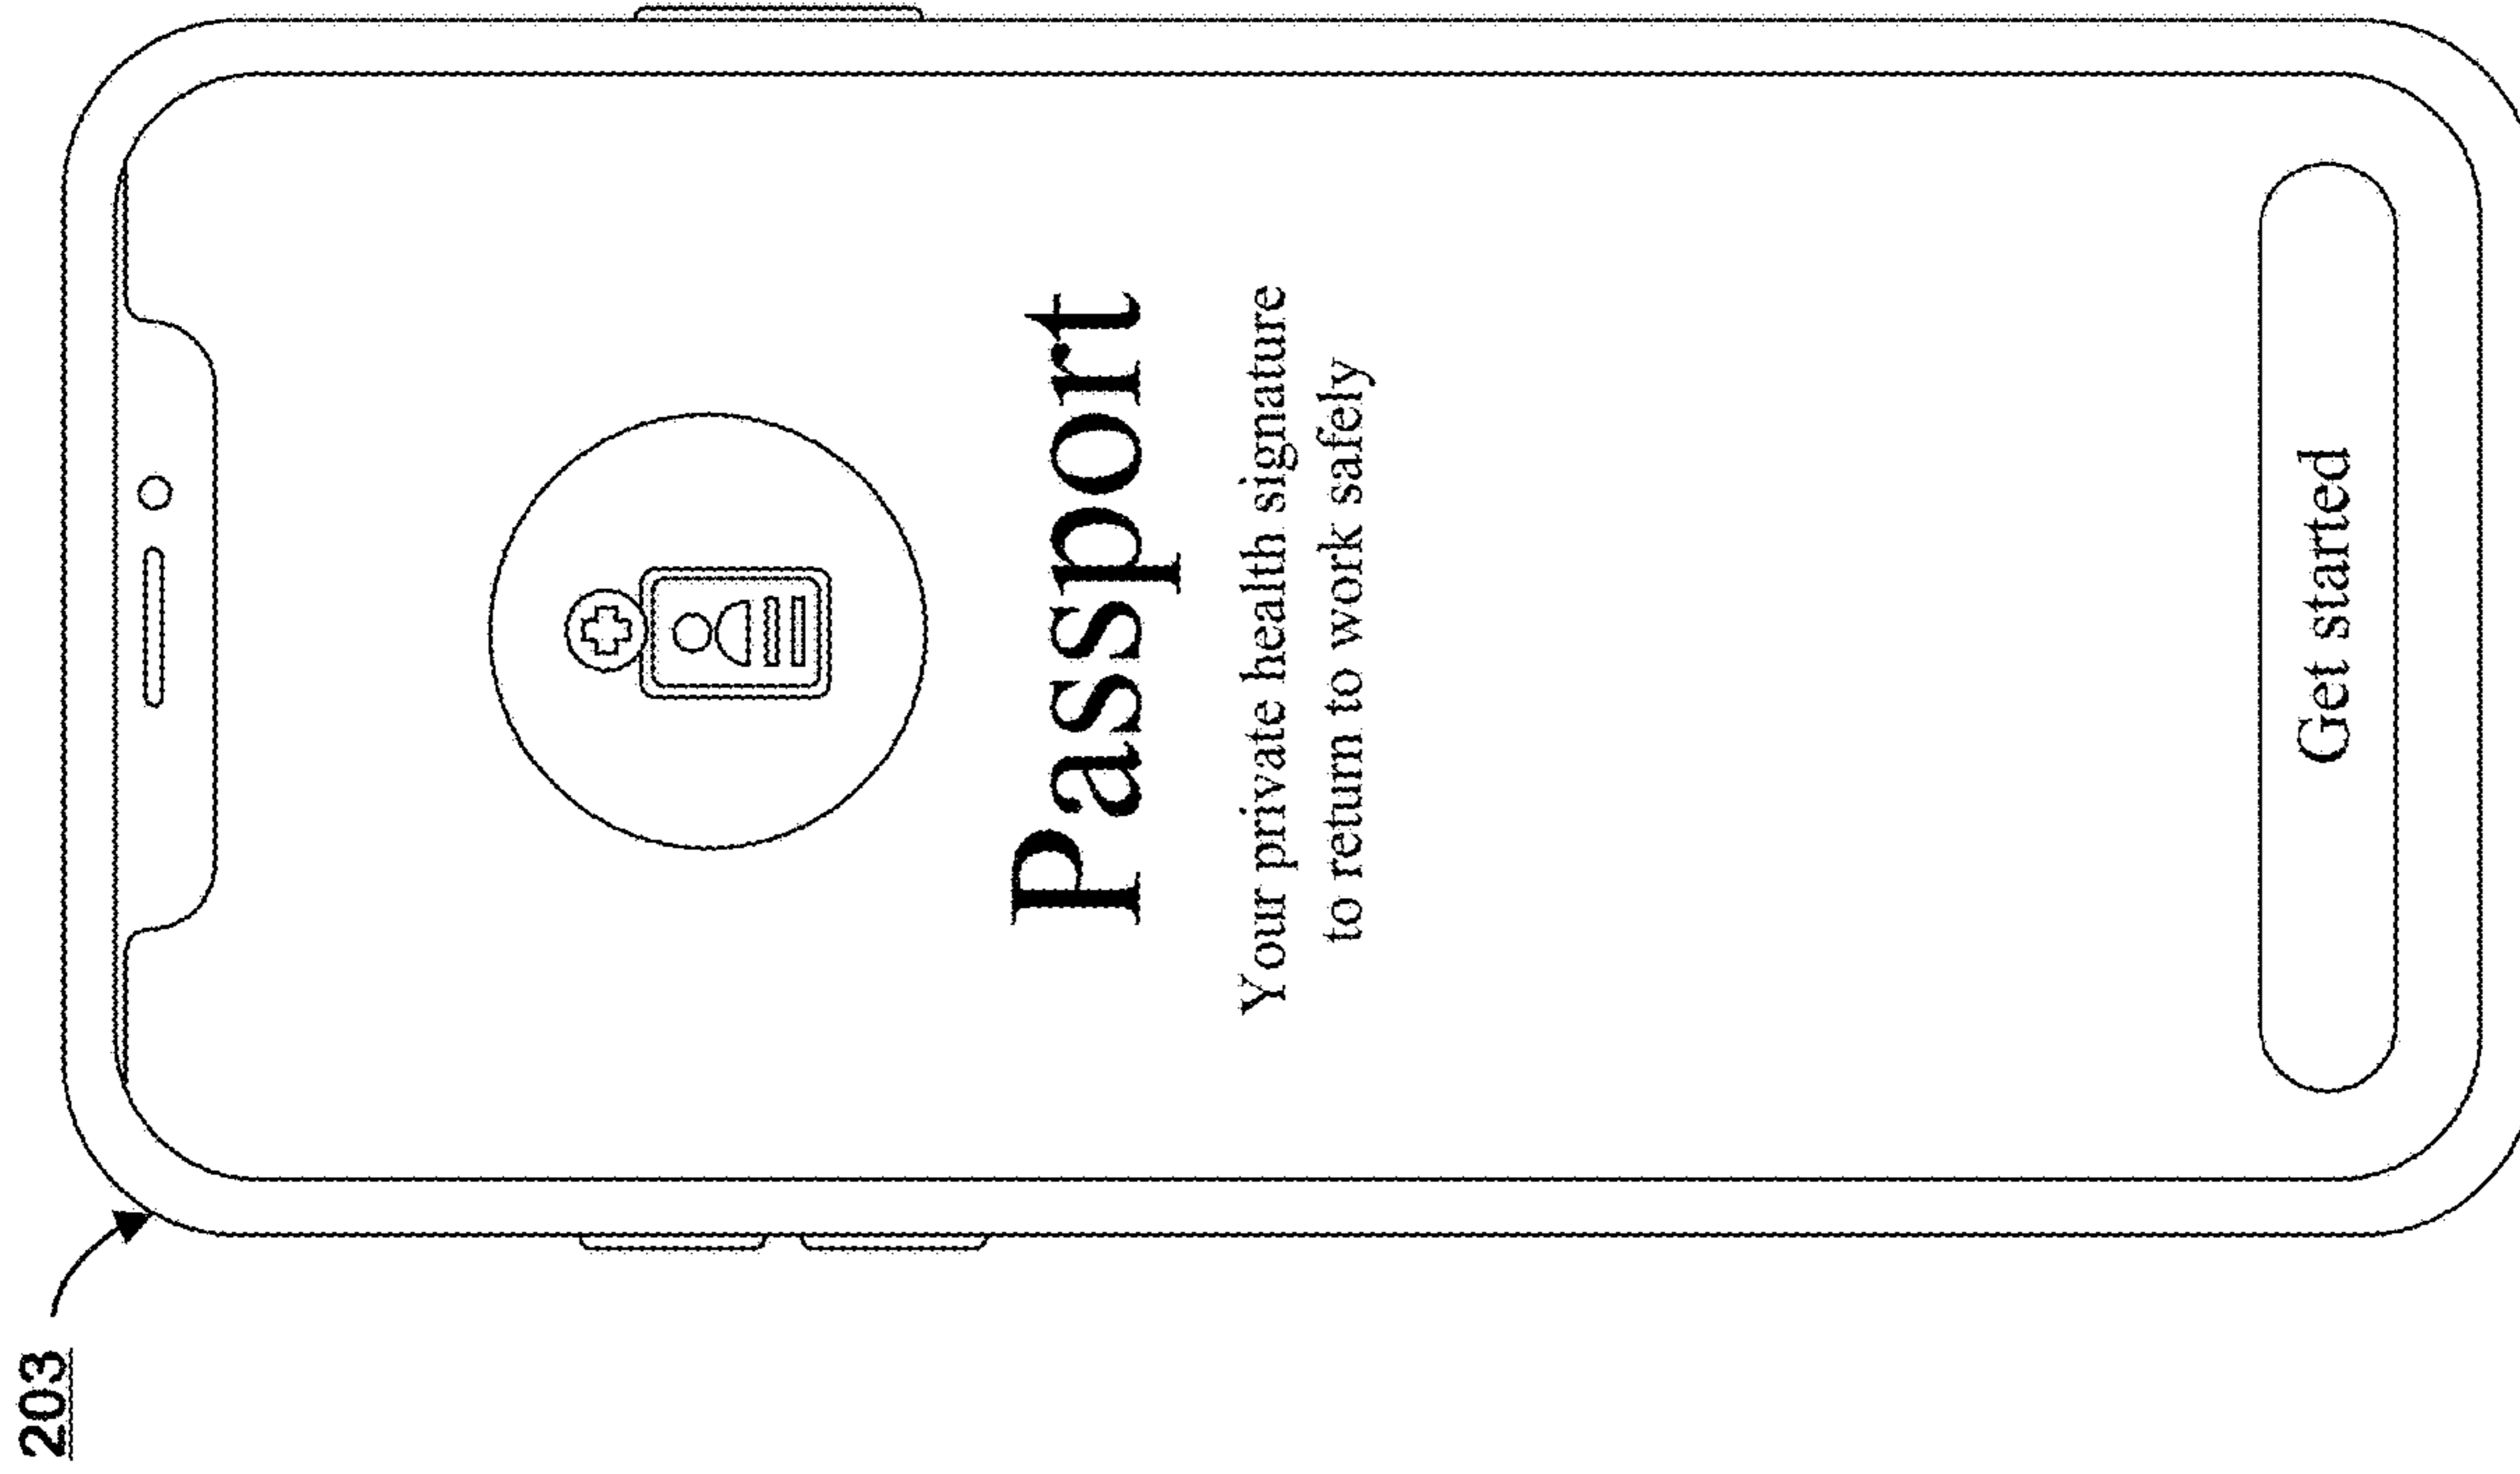 203
Passport
Your private health signature
to return to work safely
Get started